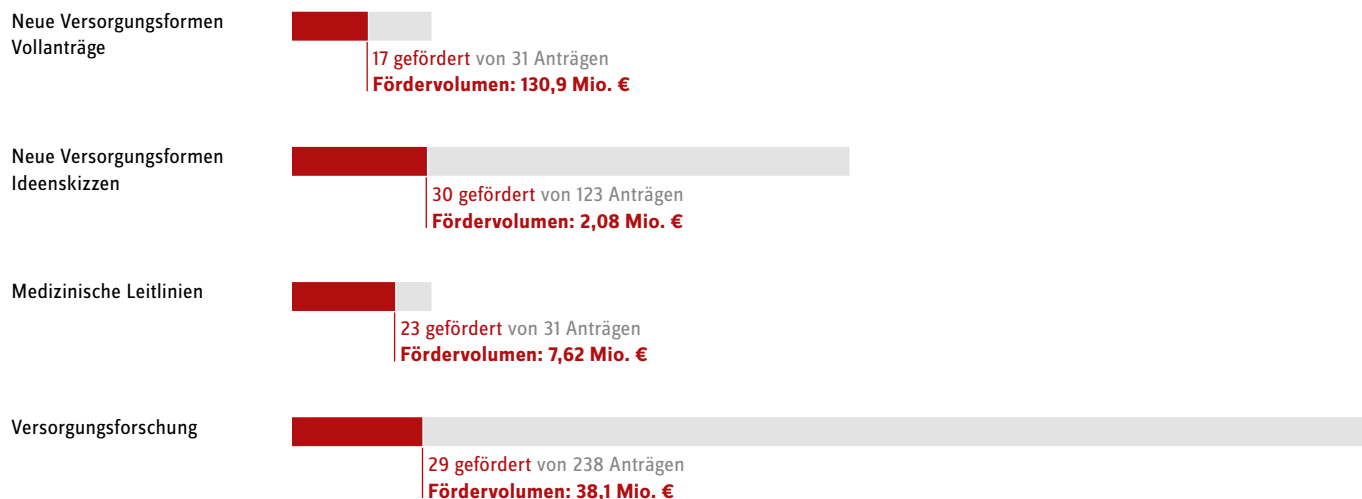 Neue Versorgungsformen
Vollanträge
17 gefördert von 31 Anträgen
Fördervolumen: 130,9 Mio. €
Neue Versorgungsformen
Ideenskizzen
30 gefördert von 123 Anträgen
Fördervolumen: 2,08 Mio. €
Medizinische Leitlinien
23 gefördert von 31 Anträgen
Fördervolumen: 7,62 Mio. €
Versorgungsforschung
29 gefördert von 238 Anträgen
Fördervolumen: 38,1 Mio. €